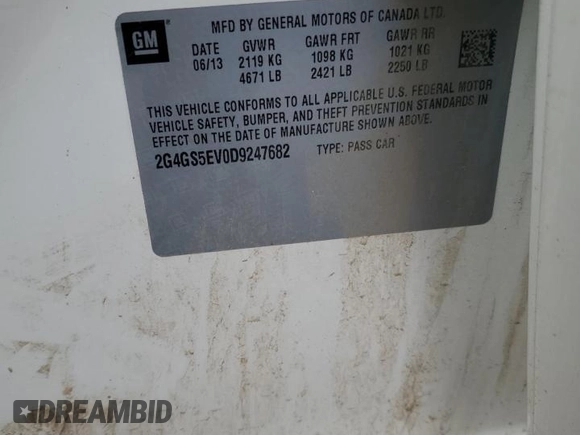 GM
MFD BY GENERAL MOTORS OF CANADA LTD.
DATE GVWR GAWR FRT GAWR RR
06/13 2119 KG 1098 KG 1021 KG
4671 LB 2421 LB 2250 LB
THIS VEHICLE CONFORMS TO ALL APPLICABLE U.S. FEDERAL MOTOR
VEHICLE SAFETY, BUMPER, AND THEFT PREVENTION STANDARDS IN
EFFECT ON THE DATE OF MANUFACTURE SHOWN ABOVE.
2G4GS5EV0D9247682 TYPE: PASS CAR
DREAMBID